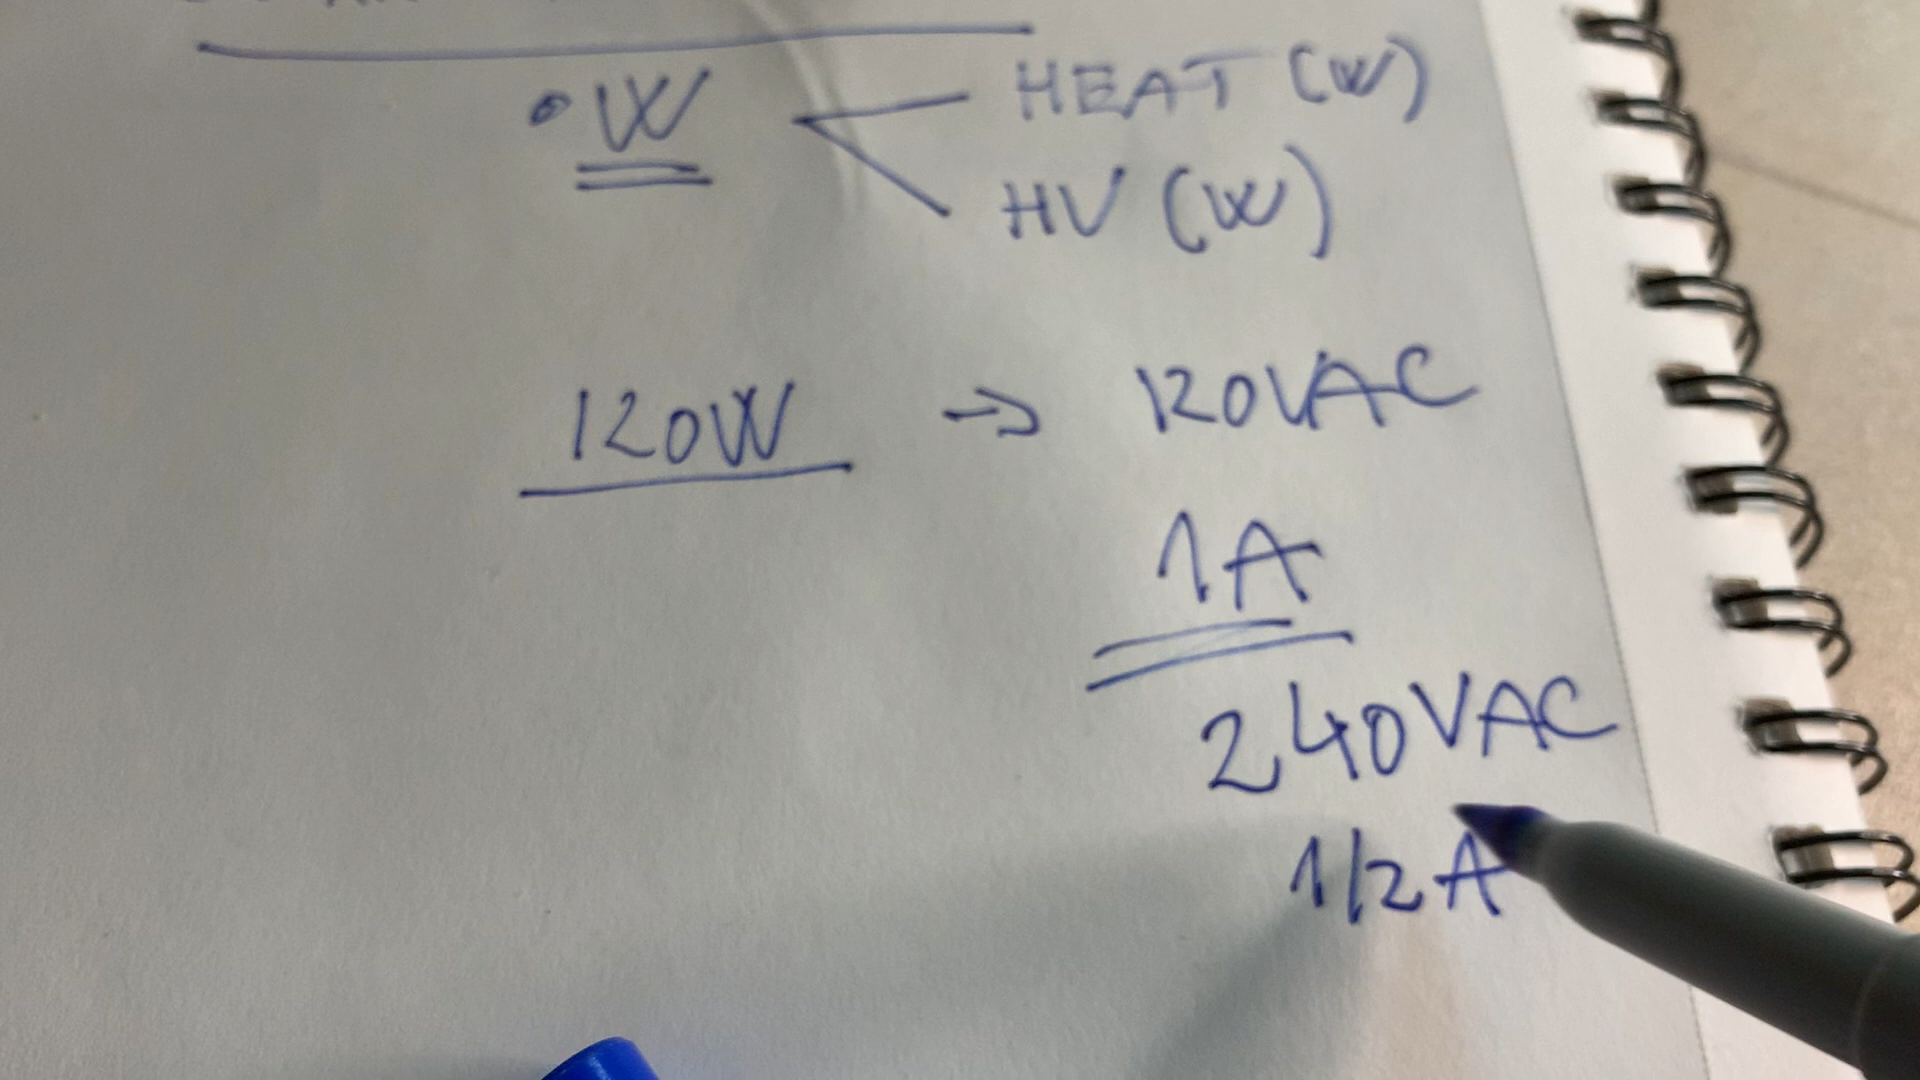 • W HEAT (W)
HV (W)
120W → 120VAC
1A
240VAC
1/2A